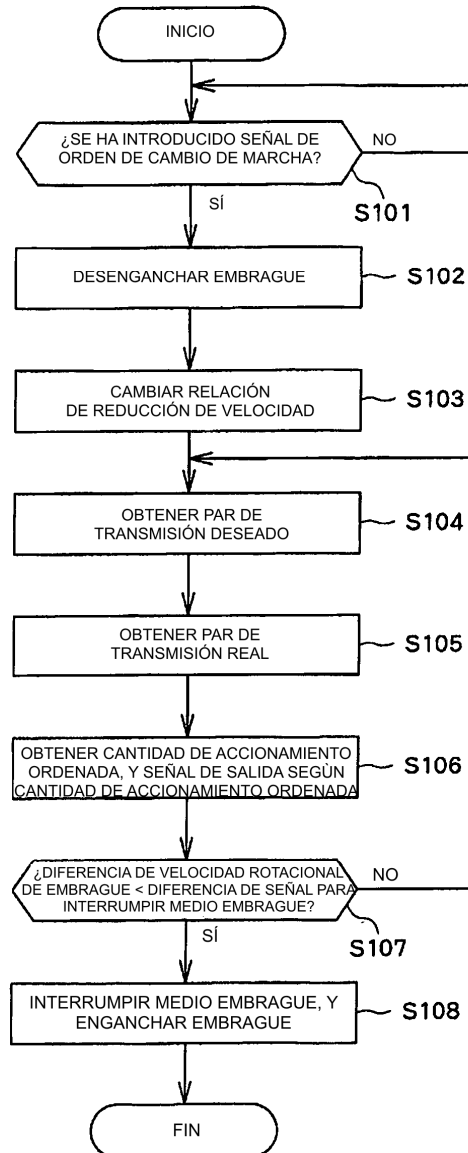 INICIO
¿SE HA INTRODUCIDO SEÑAL DE
ORDEN DE CAMBIO DE MARCHA?
NO
S101
SÍ
DESENGANCHAR EMBRAGUE
S102
CAMBIAR RELACIÓN
DE REDUCCIÓN DE VELOCIDAD
S103
OBTENER PAR DE
TRANSMISIÓN DESEADO
S104
OBTENER PAR DE
TRANSMISIÓN REAL
S105
OBTENER CANTIDAD DE ACCIONAMIENTO
ORDENADA, Y SEÑAL DE SALIDA SEGÙN
CANTIDAD DE ACCIONAMIENTO ORDENADA
S106
¿DIFERENCIA DE VELOCIDAD ROTACIONAL
DE EMBRAGUE < DIFERENCIA DE SEÑAL PARA
INTERRUMPIR MEDIO EMBRAGUE?
NO
S107
SÍ
INTERRUMPIR MEDIO EMBRAGUE, Y
ENGANCHAR EMBRAGUE
S108
FIN